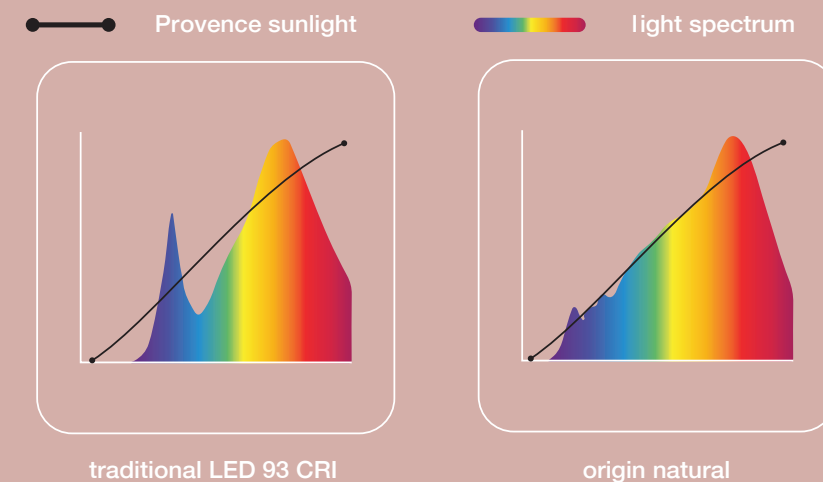 Provence sunlight
light spectrum
traditional LED 93 CRI
origin natural